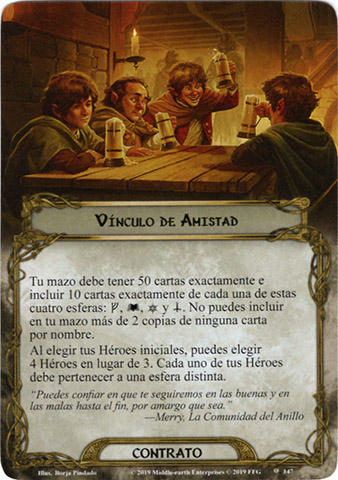 Vínculo de Amistad
Tu mazo debe tener 50 cartas exactamente e
incluir 10 cartas exactamente de cada una de estas
cuatro esferas: , , y . No puedes incluir
en tu mazo más de 2 copias de ninguna carta
por nombre.
Al elegir tus Héroes iniciales, puedes elegir
4 Héroes en lugar de 3. Cada uno de tus Héroes
debe pertenecer a una esfera distinta.
“Puedes confiar en que te seguiremos en las buenas y en
las malas hasta el fin, por amargo que sea.”
—Merry, La Comunidad del Anillo
CONTRATO
Illus. Borja Pindado © 2019 Middle-earth Enterprises © 2019 FFG 147